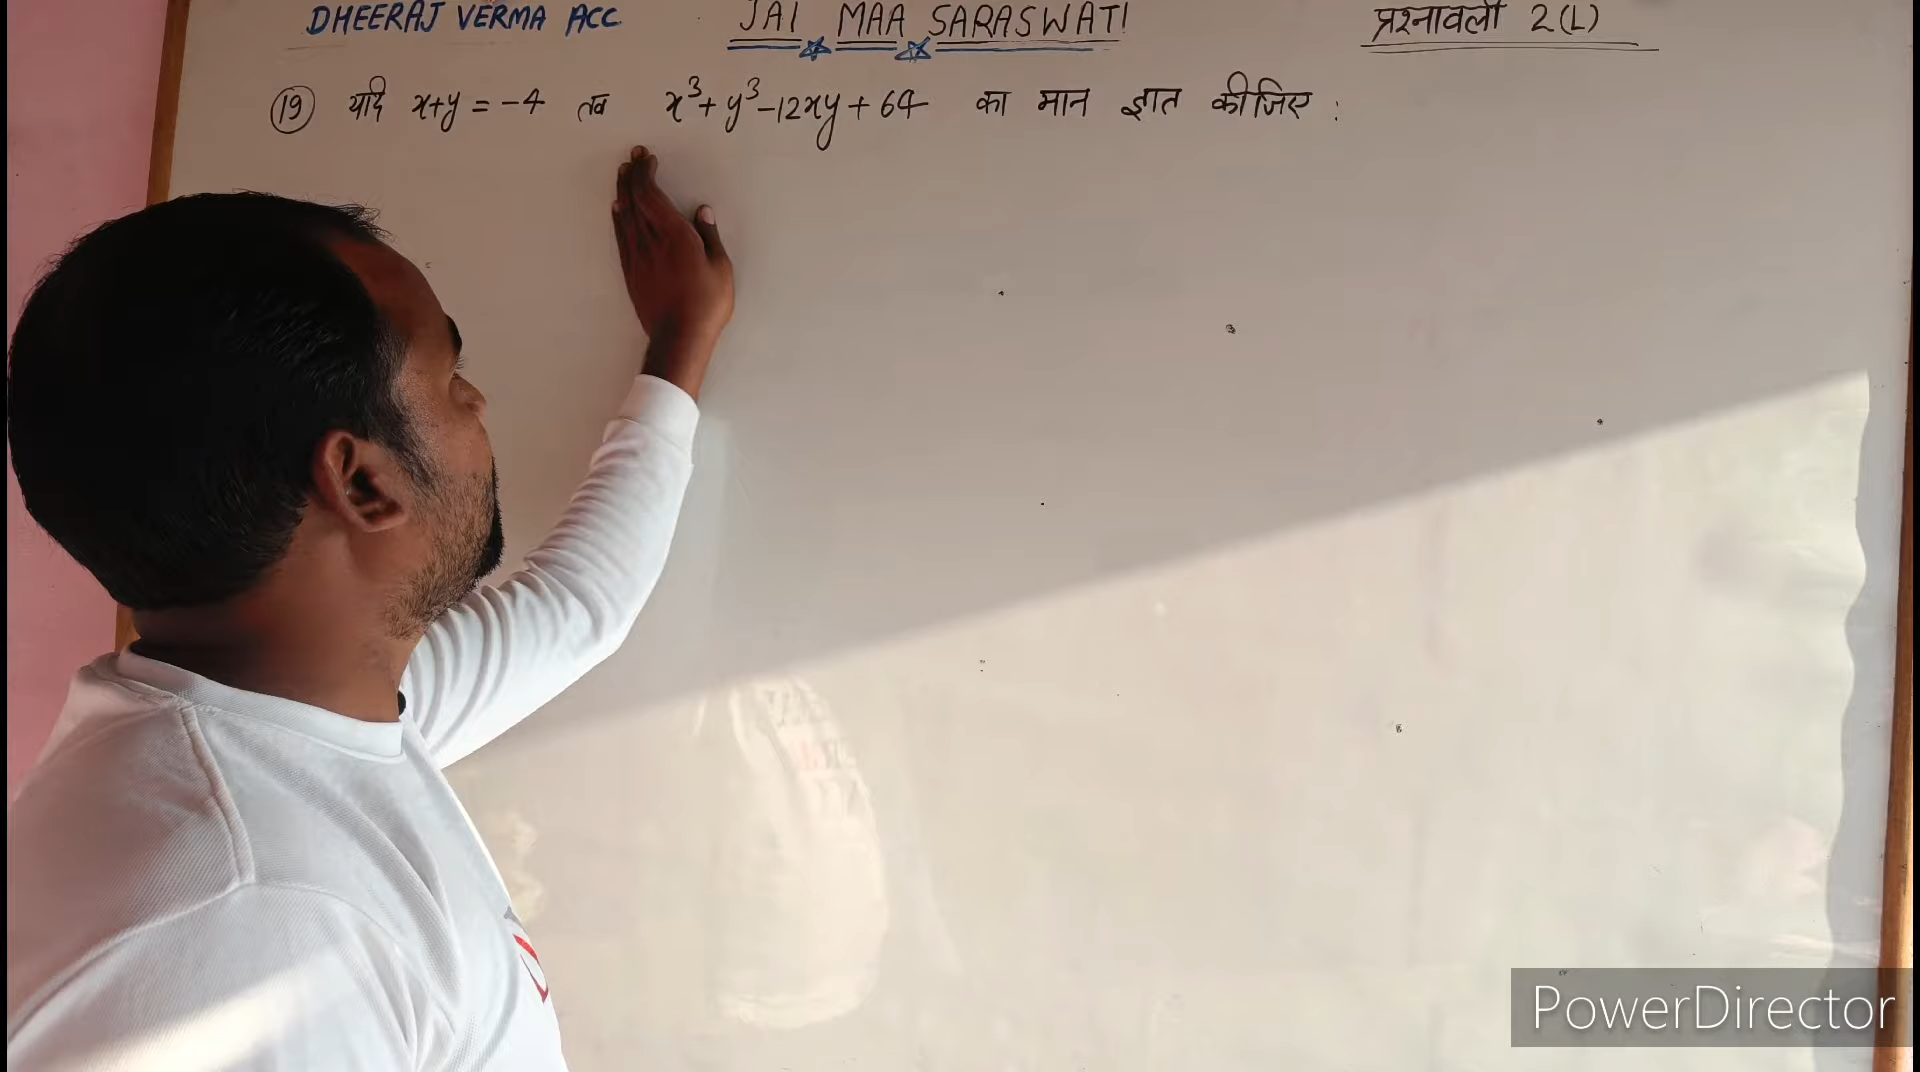 DHEERAJ VERMA ACC JAI MAA SARASWATI प्रश्नावली 2(L)
(19) यदि x+y = -4 तब x³+y³-12xy+64 का मान ज्ञात कीजिए :
PowerDirector